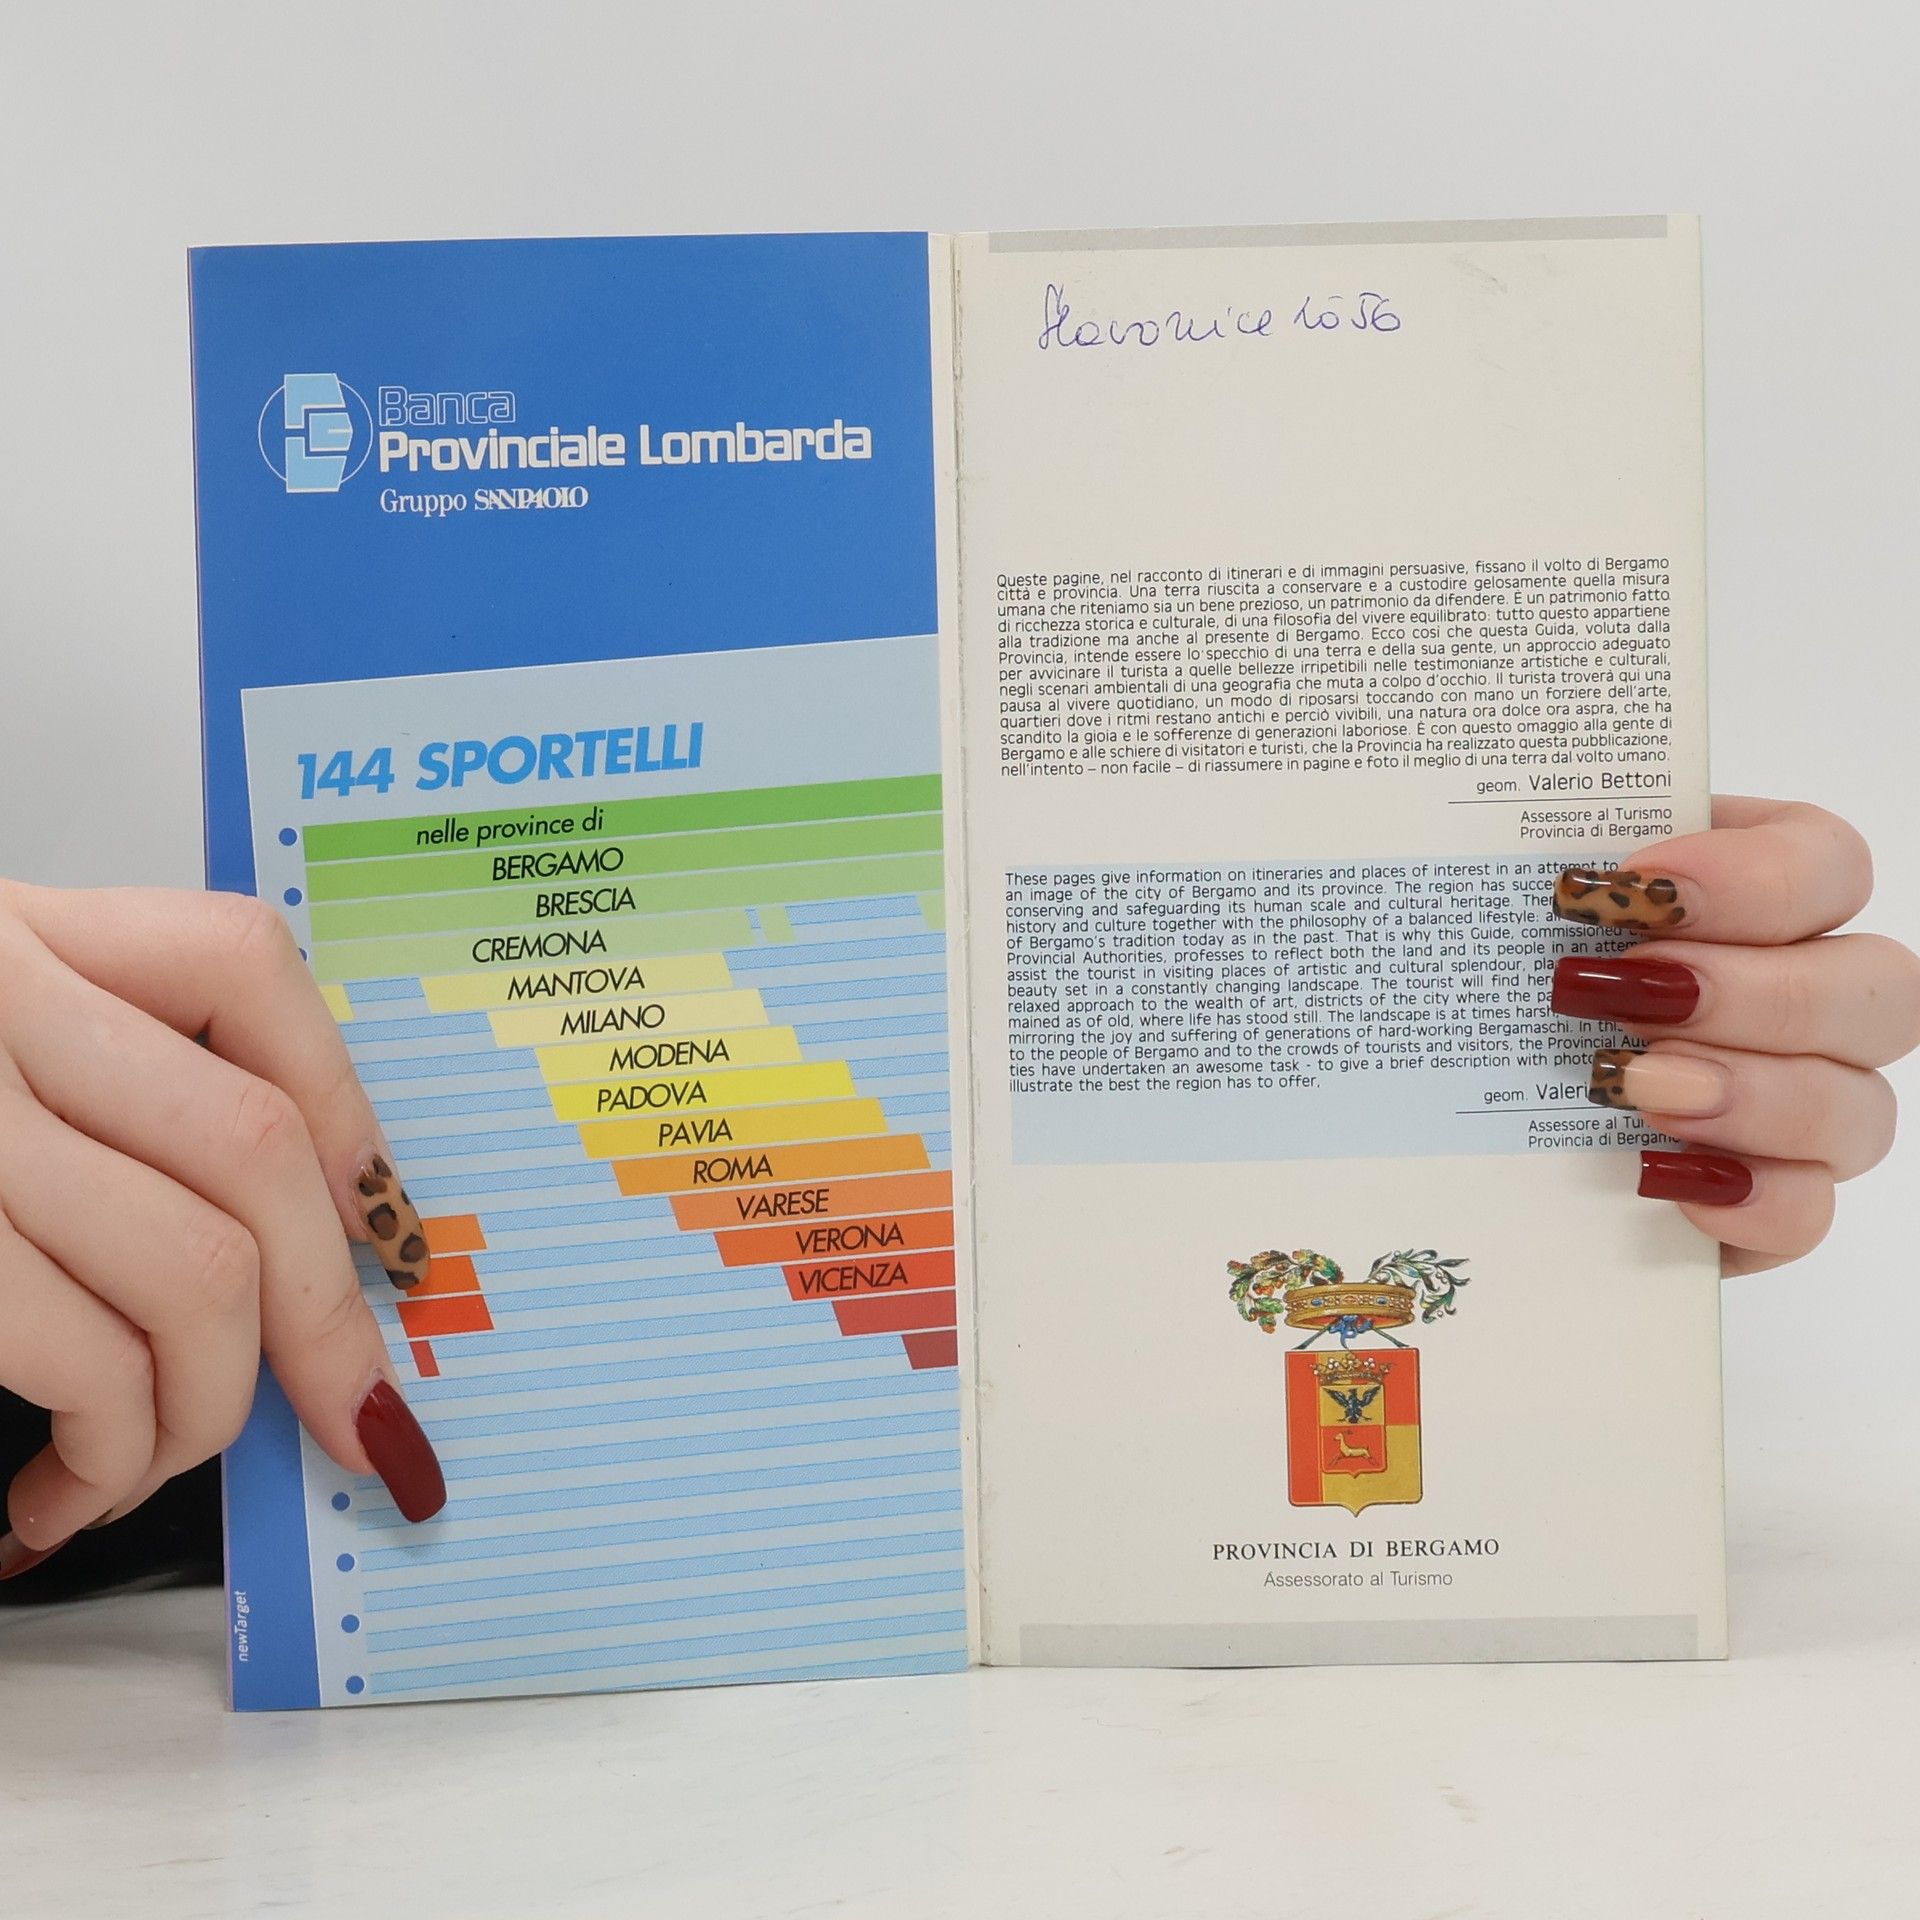 Banca
Provinciale Lombarda
Gruppo SANPAOLO
144 SPORTELLI
nelle province di
BERGAMO
BRESCIA
CREMONA
MANTOVA
MILANO
MODENA
PADOVA
PAVIA
ROMA
VARESE
VERONA
VICENZA
newTarget
Slavonice 1056
Queste pagine, nel racconto di itinerari e di immagini persuasive, fissano il volto di Bergamo
città e provincia. Una terra riuscita a conservare e a custodire gelosamente quella misura
umana che riteniamo sia un bene prezioso, un patrimonio da difendere. È un patrimonio fatto
di ricchezza storica e culturale, di una filosofia del vivere equilibrato: tutto questo appartiene
alla tradizione ma anche al presente di Bergamo. Ecco così che questa Guida, voluta dalla
Provincia, intende essere lo specchio di una terra e della sua gente, un approccio adeguato
per avvicinare il turista a quelle bellezze irripetibili nelle testimonianze artistiche e culturali,
negli scenari ambientali di una geografia che muta a colpo d'occhio. Il turista troverà qui una
pausa al vivere quotidiano, un modo di riposarsi toccando con mano un forziere dell'arte,
quartieri dove i ritmi restano antichi e perciò vivibili, una natura ora dolce ora aspra, che ha
scandito la gioia e le sofferenze di generazioni laboriose. È con questo omaggio alla gente di
Bergamo e alle schiere di visitatori e turisti, che la Provincia ha realizzato questa pubblicazione,
nell'intento – non facile – di riassumere in pagine e foto il meglio di una terra dal volto umano.
geom. Valerio Bettoni
Assessore al Turismo
Provincia di Bergamo
These pages give information on itineraries and places of interest in an attempt to
an image of the city of Bergamo and its province. The region has succe
conserving and safeguarding its human scale and cultural heritage. Ther
history and culture together with the philosophy of a balanced lifestyle: al
of Bergamo's tradition today as in the past. That is why this Guide, commissioned
Provincial Authorities, professes to reflect both the land and its people in an attem
assist the tourist in visiting places of artistic and cultural splendour, pla
beauty set in a constantly changing landscape. The tourist will find her
relaxed approach to the wealth of art, districts of the city where the pa
mained as of old, where life has stood still. The landscape is at times harsh,
mirroring the joy and suffering of generations of hard-working Bergamaschi. In thi
to the people of Bergamo and to the crowds of tourists and visitors, the Provincial Aut
ties have undertaken an awesome task - to give a brief description with photo
illustrate the best the region has to offer.
geom. Valeri
Assessore al Tur
Provincia di Bergamo
PROVINCIA DI BERGAMO
Assessorato al Turismo